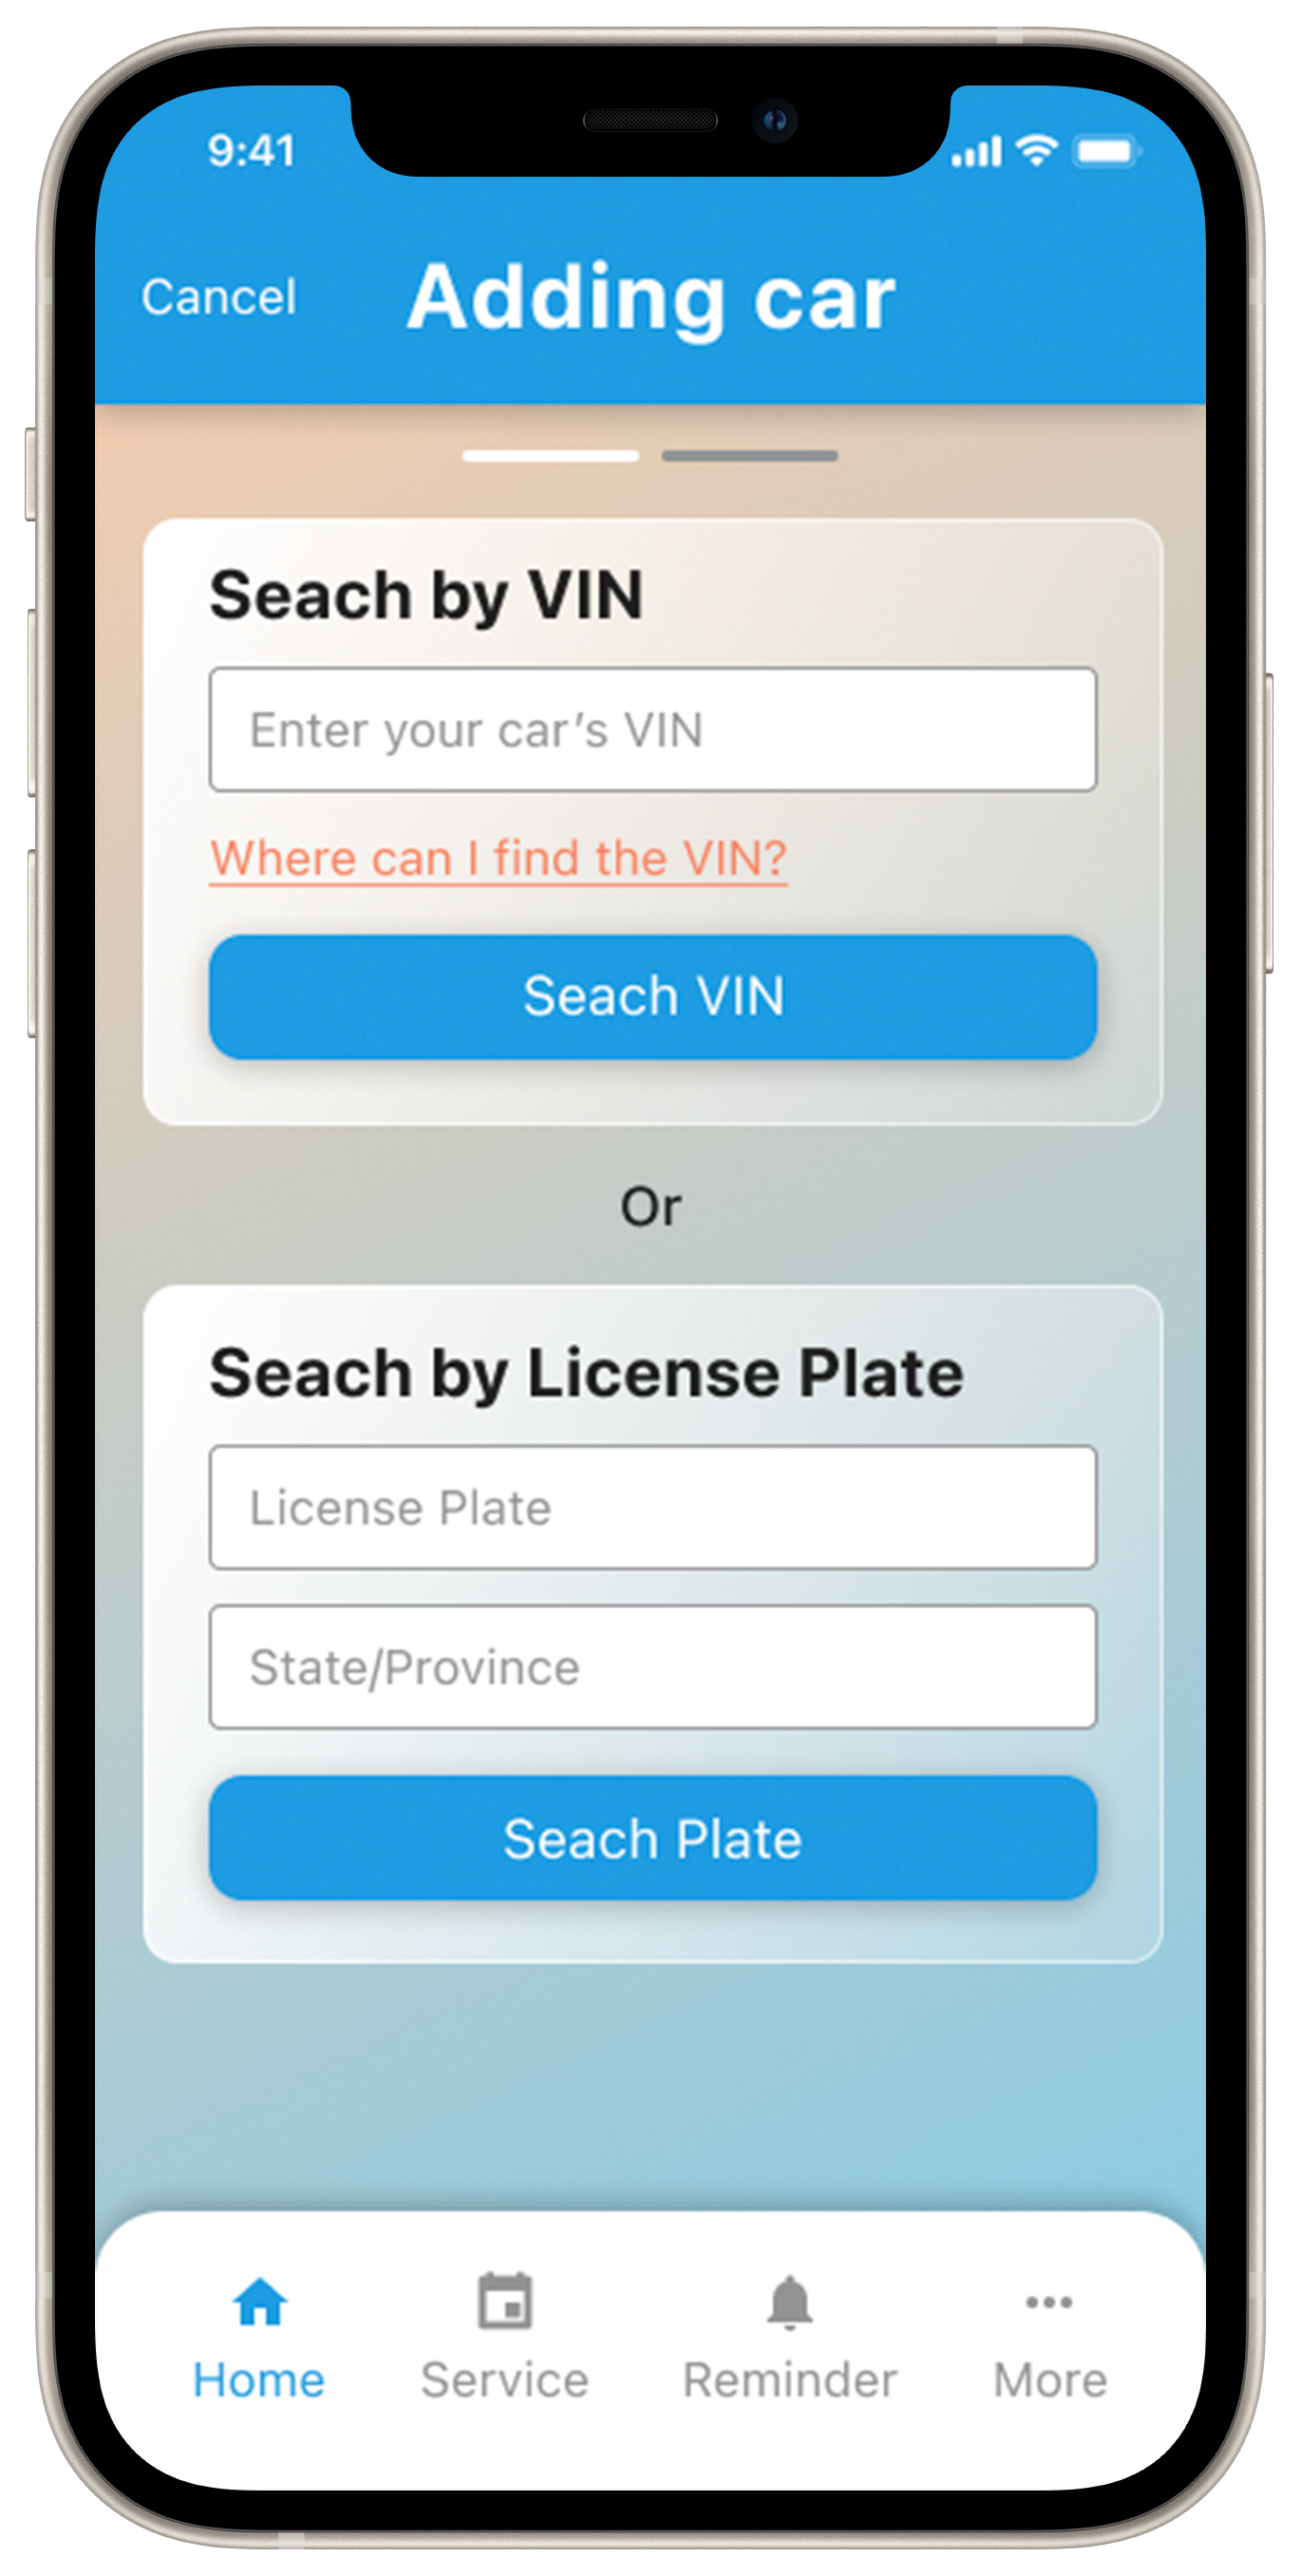 9:41
Cancel
Adding car
Seach by VIN
Enter your car’s VIN
Where can I find the VIN?
Seach VIN
Or
Seach by License Plate
License Plate
State/Province
Seach Plate
Home Service Reminder More